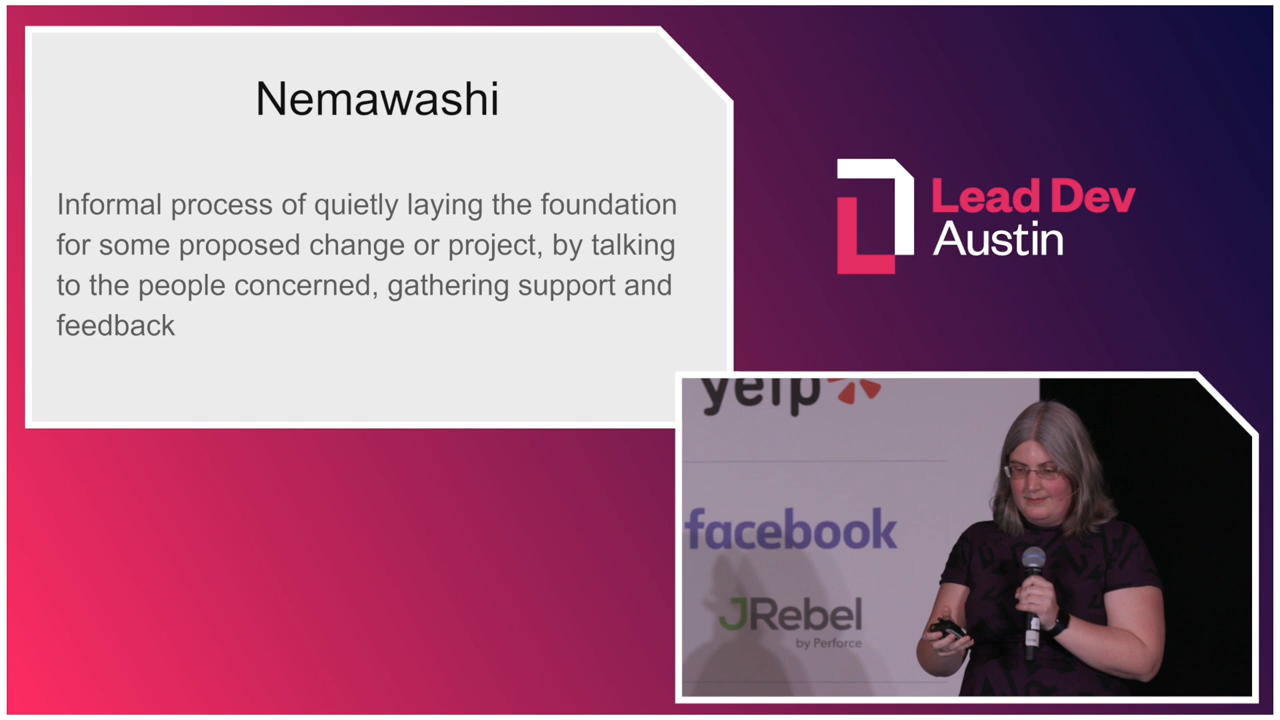 Nemawashi
Informal process of quietly laying the foundation
for some proposed change or project, by talking
to the people concerned, gathering support and
feedback
Lead Dev
Austin
yelp
facebook
JRebel
by Perforce